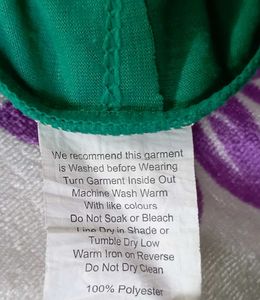 We recommend this garment
is Washed before Wearing
Turn Garment Inside Out
Machine Wash Warm
With like colours
Do Not Soak or Bleach
Line Dry in Shade or
Tumble Dry Low
Warm Iron on Reverse
Do Not Dry Clean
100% Polyester